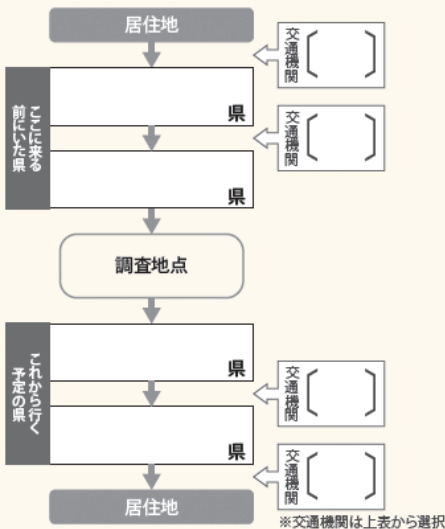 居住地
交通機関〔 〕
ここに来る
前にいた県
県
交通機関〔 〕
県
調査地点
これから行く
予定の県
県
交通機関〔 〕
県
交通機関〔 〕
居住地
※交通機関は上表から選択